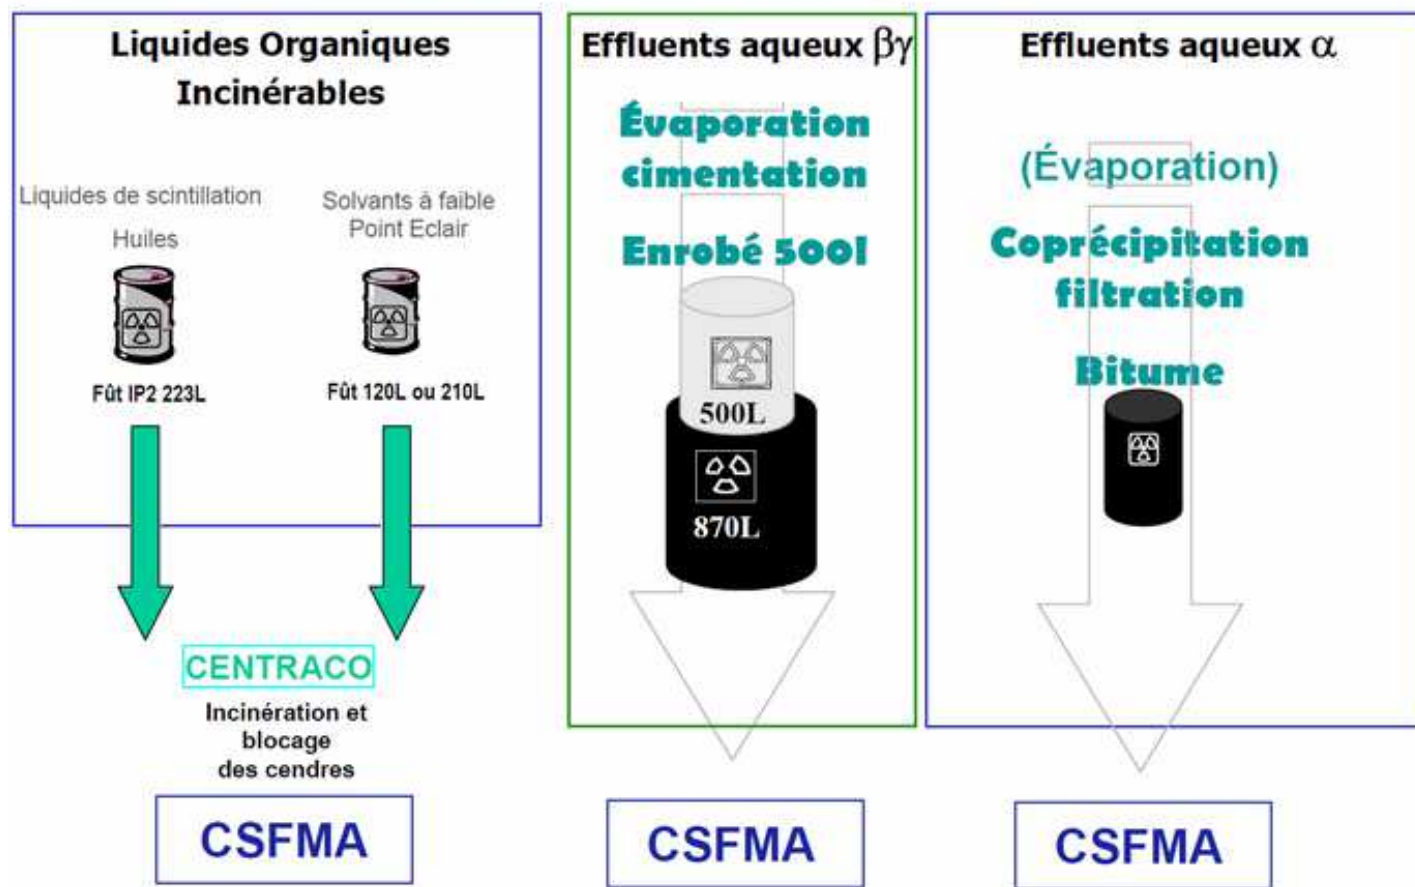 Liquides Organiques
Incinérables
Liquides de scintillation
Huiles
Fût IP2 223L
Solvants à faible
Point Eclair
Fût 120L ou 210L
CENTRACO
Incinération et
blocage
des cendres
CSFMA
Effluents aqueux βγ
Évaporation
cimentation
Enrobé 500l
500L
870L
CSFMA
Effluents aqueux α
(Évaporation)
Coprécipitation
filtration
Bitume
CSFMA